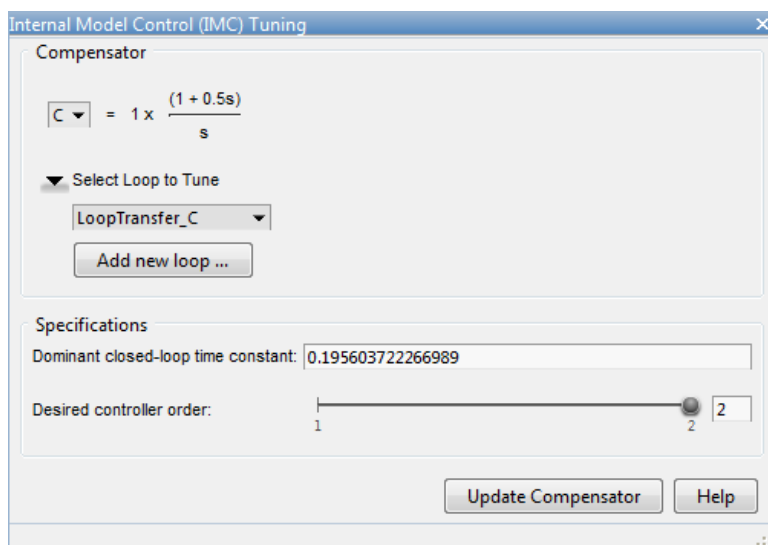 Internal Model Control (IMC) Tuning
Compensator
C = 1 x (1 + 0.5s)
s
Select Loop to Tune
LoopTransfer_C
Add new loop ...
Specifications
Dominant closed-loop time constant: 0.195603722266989
Desired controller order: 2
1 2
Update Compensator Help